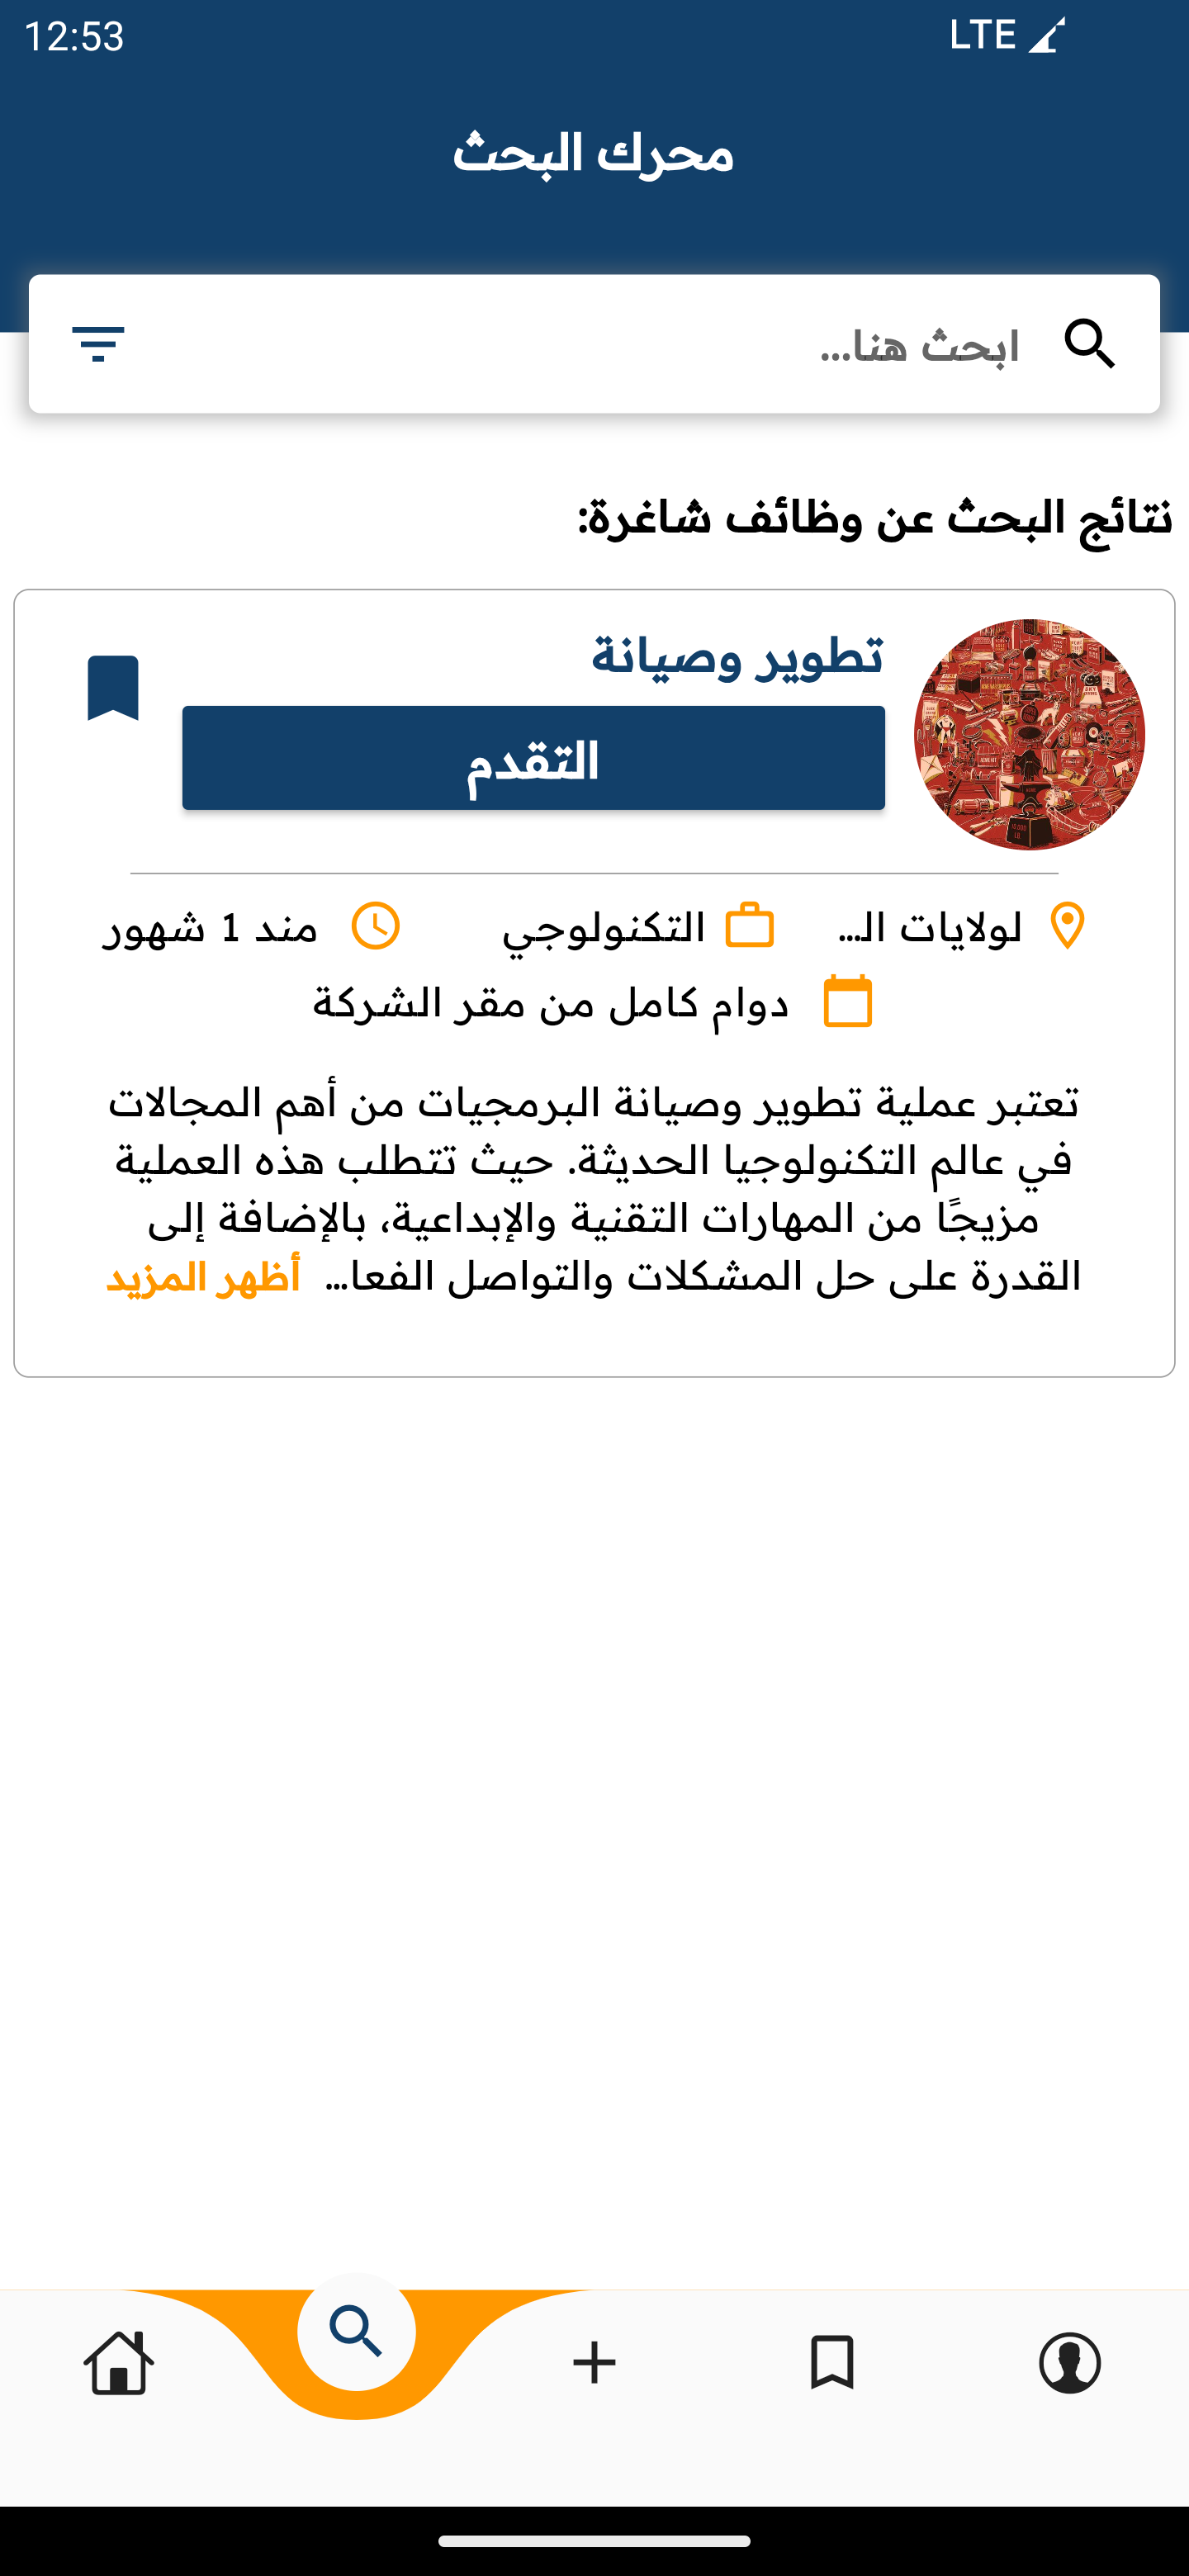 12:53
LTE
محرك البحث
ابحث هنا...
نتائج البحث عن وظائف شاغرة:
تطوير وصيانة
التقدم
لولايات الـ... التكنولوجي مند 1 شهور
دوام كامل من مقر الشركة
تعتبر عملية تطوير وصيانة البرمجيات من أهم المجالات
في عالم التكنولوجيا الحديثة. حيث تتطلب هذه العملية
مزيجًا من المهارات التقنية والإبداعية، بالإضافة إلى
القدرة على حل المشكلات والتواصل الفعا... أظهر المزيد